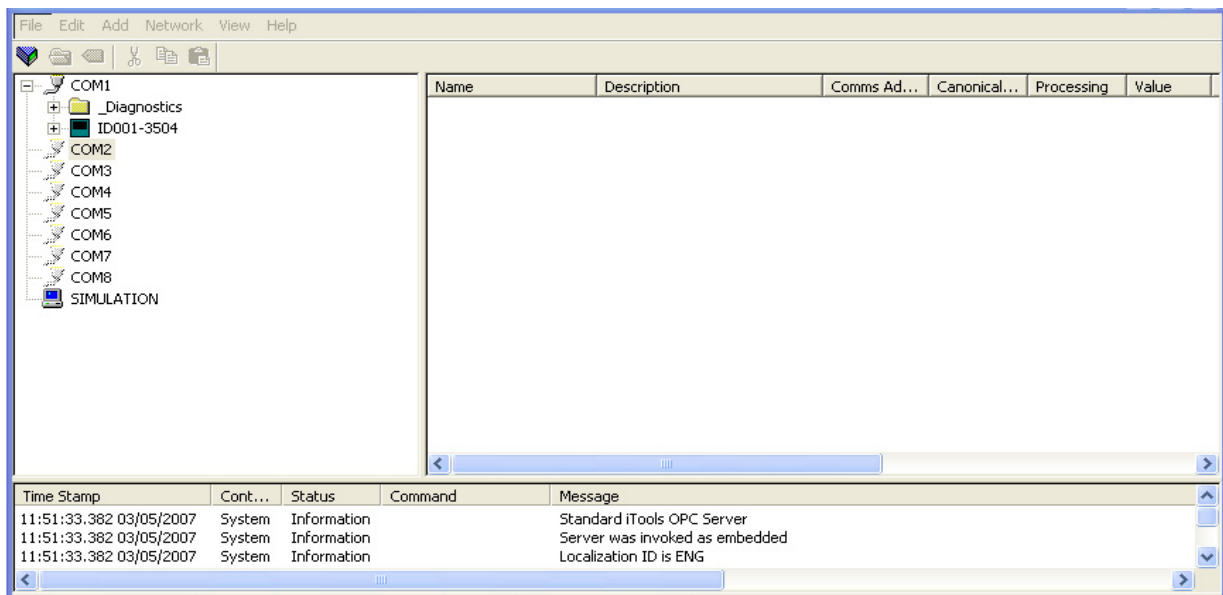 File Edit Add Network View Help
COM1
_Diagnostics
ID001-3504
COM2
COM3
COM4
COM5
COM6
COM7
COM8
SIMULATION
Name Description Comms Ad... Canonical... Processing Value
Time Stamp Cont... Status Command Message
11:51:33.382 03/05/2007 System Information Standard iTools OPC Server
11:51:33.382 03/05/2007 System Information Server was invoked as embedded
11:51:33.382 03/05/2007 System Information Localization ID is ENG